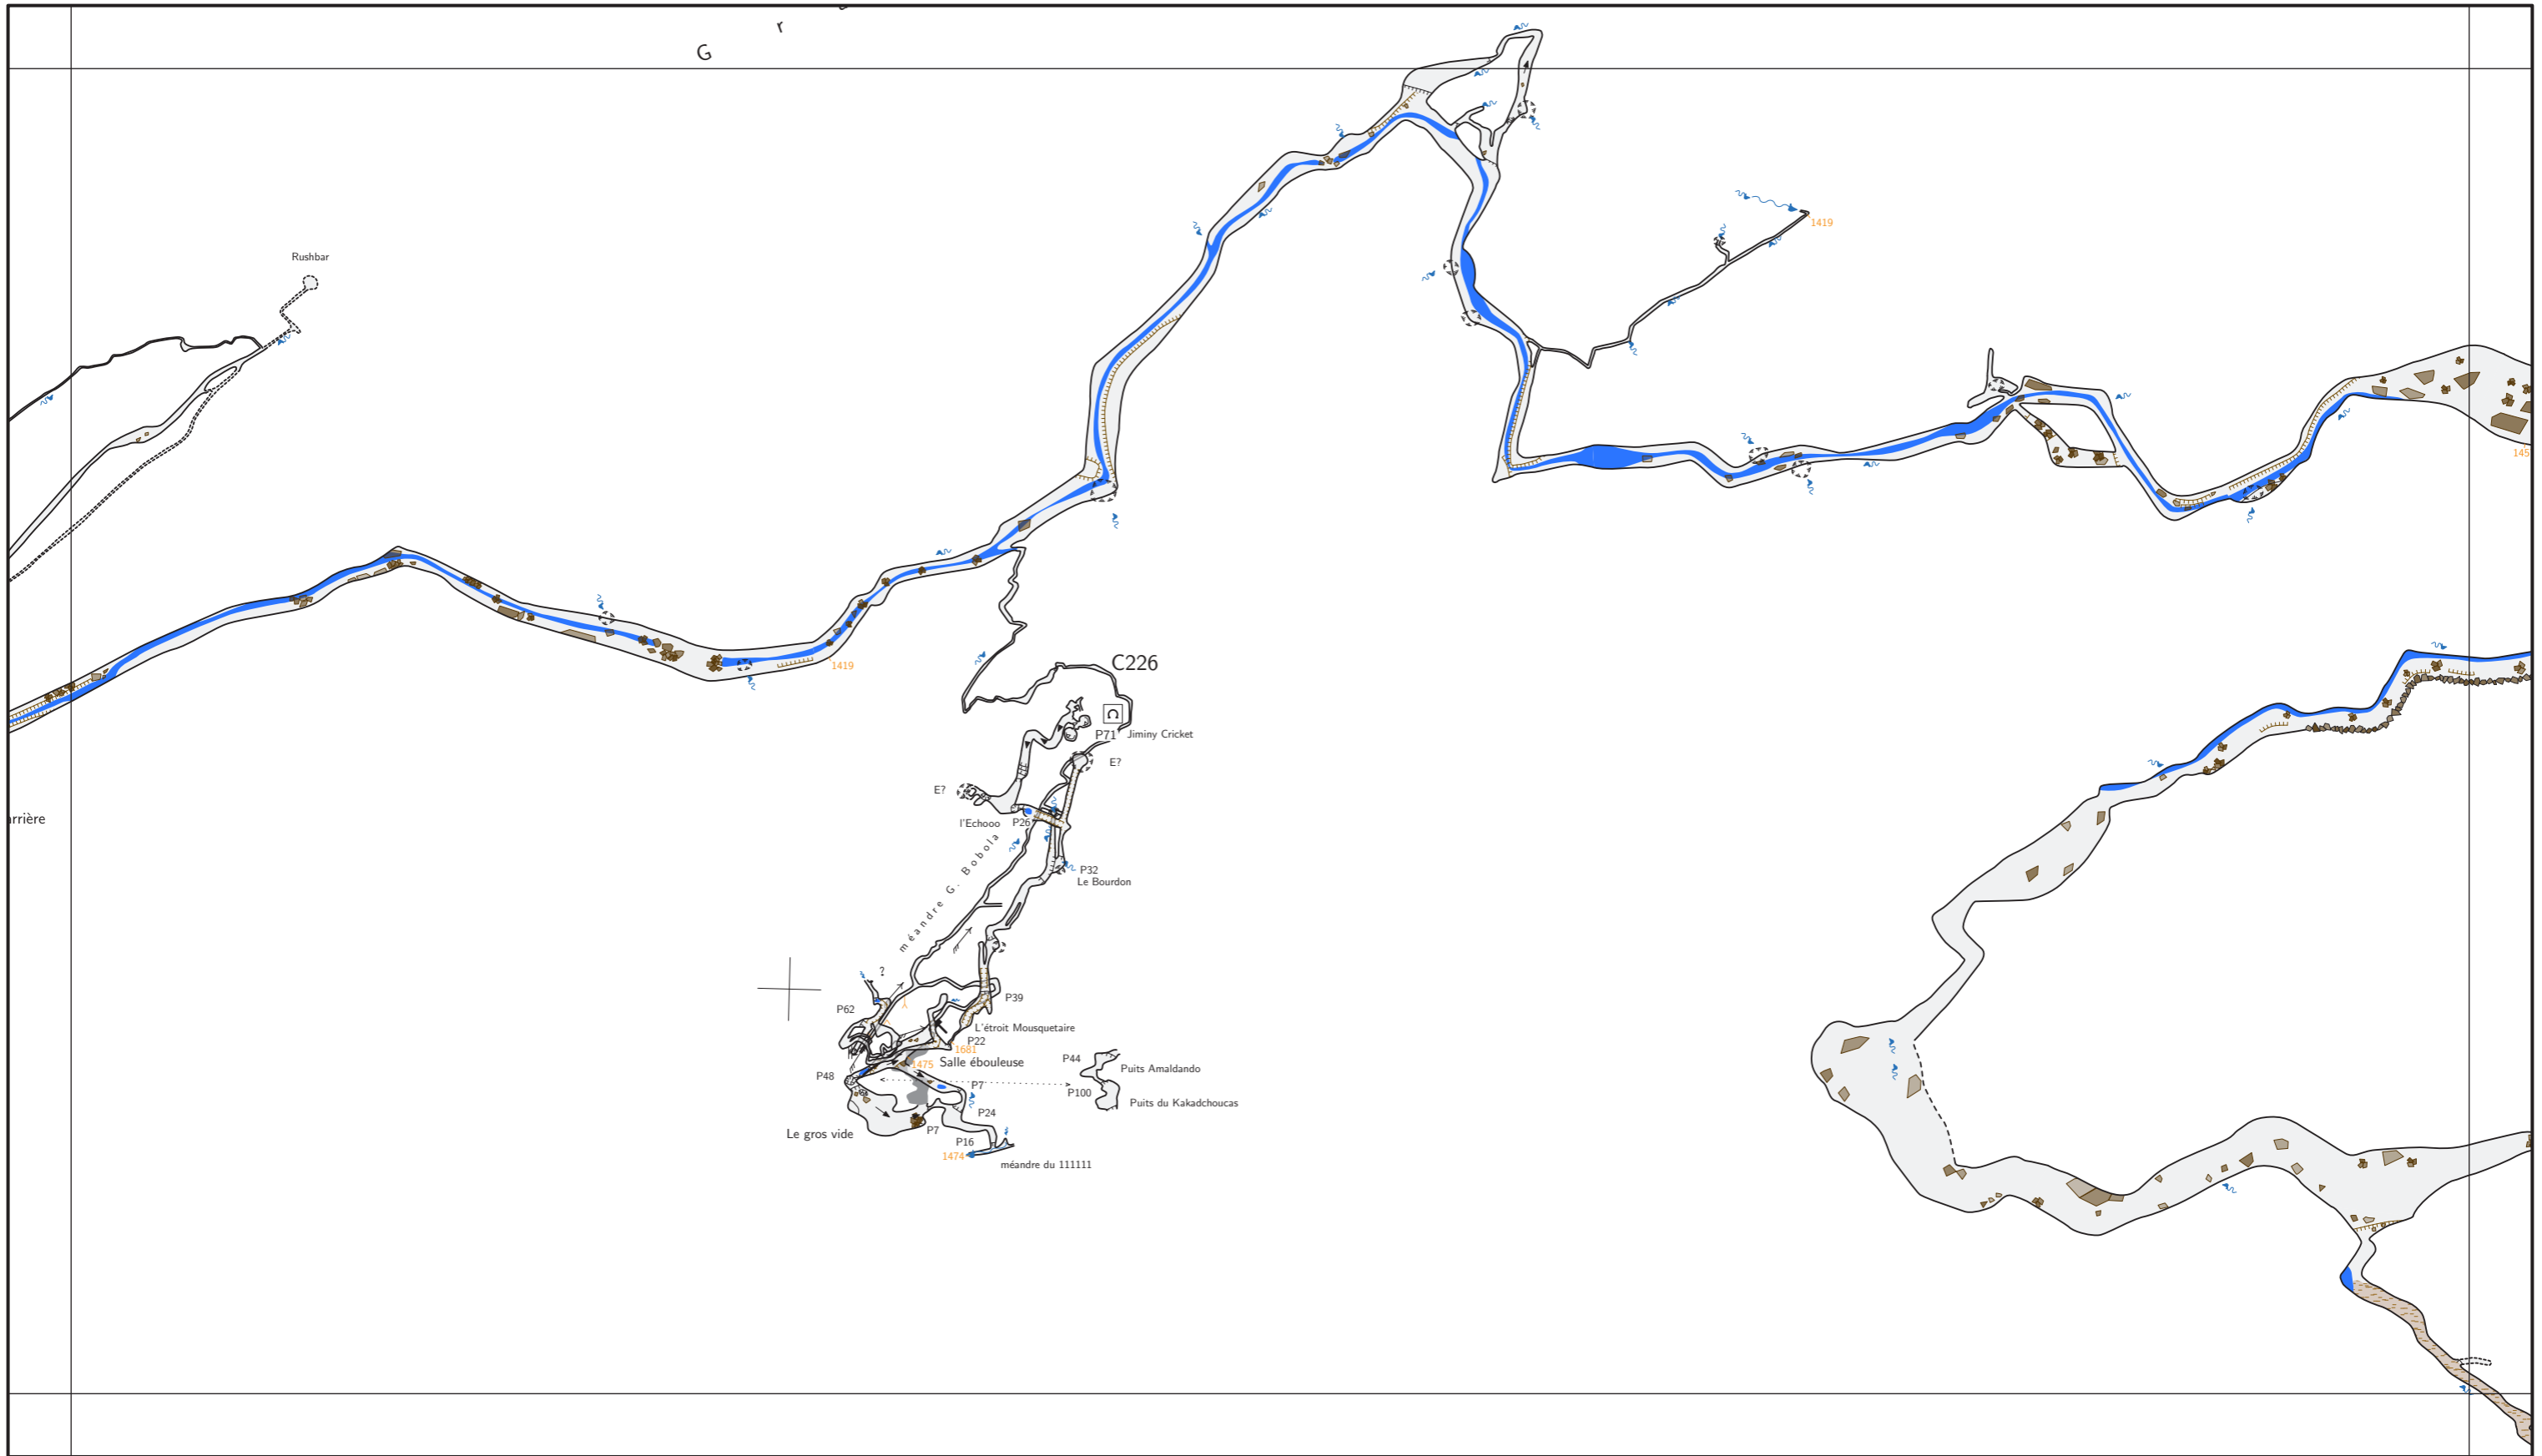 G r
Rushbar
1419
145
1419
C226
P71
Jiminy Cricket
E?
E?
l'Echooo
P26
rrière
P32
Le Bourdon
méandre G. Bobola
?
P39
P62
L'étroit Mousquetaire
P22
1681
Salle ébouleuse
1475
P44
Puits Amaldando
P48
P7
P100
Puits du Kakadchoucas
P24
Le gros vide
P7
P16
1474
méandre du 111111